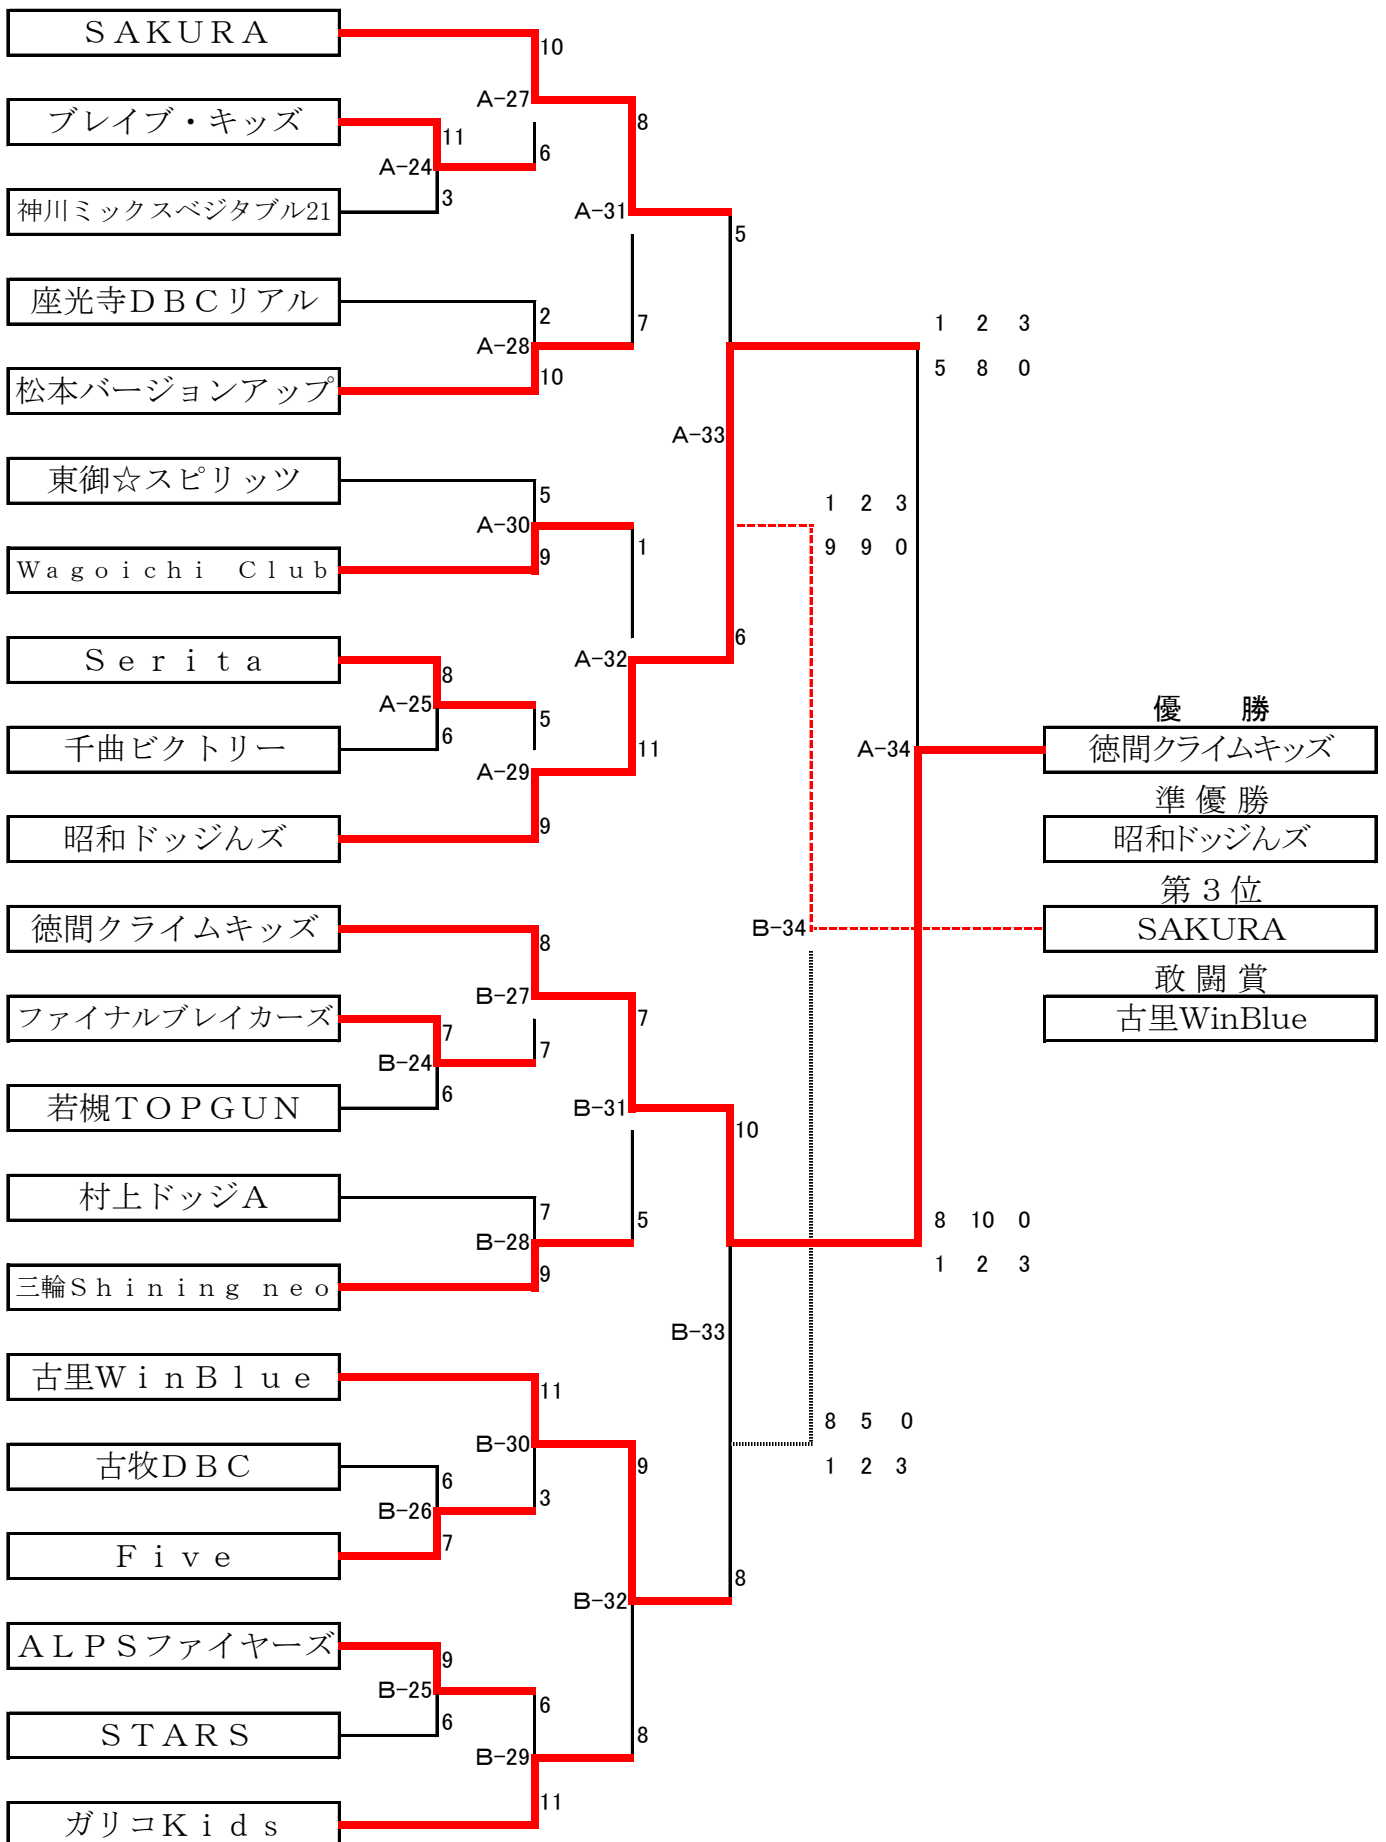 ＳＡＫＵＲＡ
10
A-27
ブレイブ・キッズ
11
8
A-24
6
3
神川ミックスベジタブル21
A-31
5
座光寺ＤＢＣリアル
2
7
1 2 3
A-28
5 8 0
10
松本バージョンアップ
A-33
東御☆スピリッツ
5
1 2 3
A-30
1
9 9 0
9
Ｗａｇｏｉｃｈｉ　Ｃｌｕｂ
6
Ｓｅｒｉｔａ
A-32
8
A-25
5
優　勝
6
11
千曲ビクトリー
A-34
徳間クライムキッズ
A-29
準 優 勝
9
昭和ドッジんズ
昭和ドッジんズ
第 3 位
徳間クライムキッズ
8
B-34
SAKURA
敢 闘 賞
B-27
ファイナルブレイカーズ
7
7
古里WinBlue
B-24
7
6
若槻ＴＯＰＧＵＮ
B-31
10
村上ドッジＡ
7
5
8 10 0
B-28
9
1 2 3
三輪Ｓｈｉｎｉｎｇ ｎｅｏ
B-33
古里ＷｉｎＢｌｕｅ
11
8 5 0
B-30
古牧ＤＢＣ
6
9
1 2 3
3
B-26
7
Ｆｉｖｅ
8
B-32
ＡＬＰＳファイヤーズ
9
B-25
6
6
8
ＳＴＡＲＳ
B-29
11
ガリコＫｉｄｓ